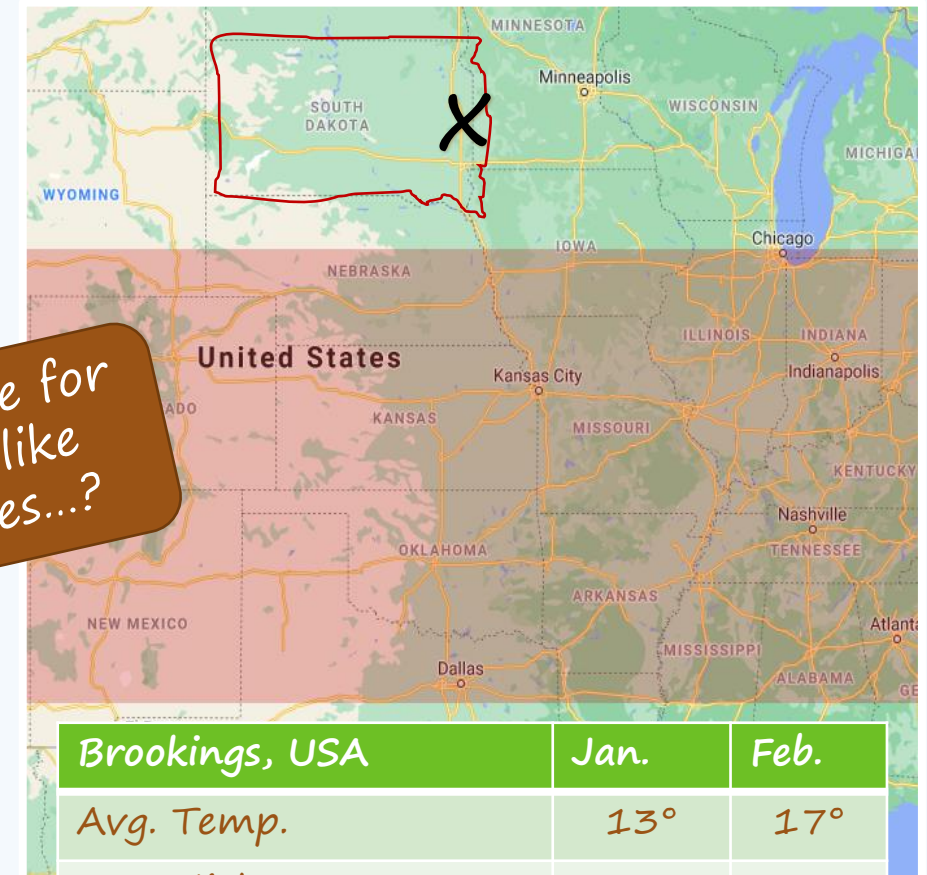 MINNESOTA
Minneapolis
SOUTH
DAKOTA
X
WISCONSIN
MICHIGA
WYOMING
IOWA
Chicago
NEBRASKA
United States
ILLINOIS
INDIANA
Indianapolis
Kansas City
e for
like
es...?
ADO
KANSAS
MISSOURI
KENTUCKY
Nashville
TENNESSEE
OKLAHOMA
ARKANSAS
NEW MEXICO
Atlanta
MISSISSIPPI
Dallas
ALABAMA
GE
Brookings, USA Jan. Feb.
Avg. Temp. 13° 17°